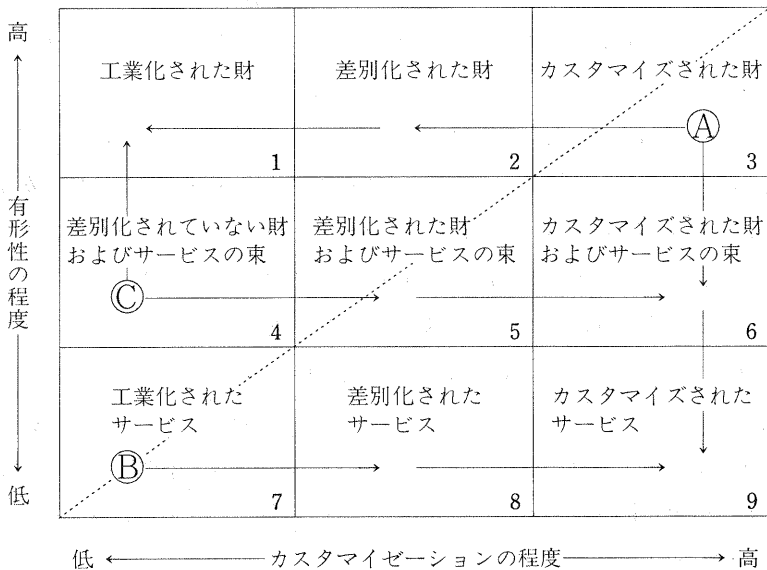 高
有形性の程度
低
工業化された財
1
差別化された財
2
カスタマイズされた財
Ⓐ
3
差別化されていない財
およびサービスの束
Ⓒ
4
差別化された財
およびサービスの束
5
カスタマイズされた財
およびサービスの束
6
工業化された
サービス
Ⓑ
7
差別化された
サービス
8
カスタマイズされた
サービス
9
低
カスタマイゼーションの程度
高